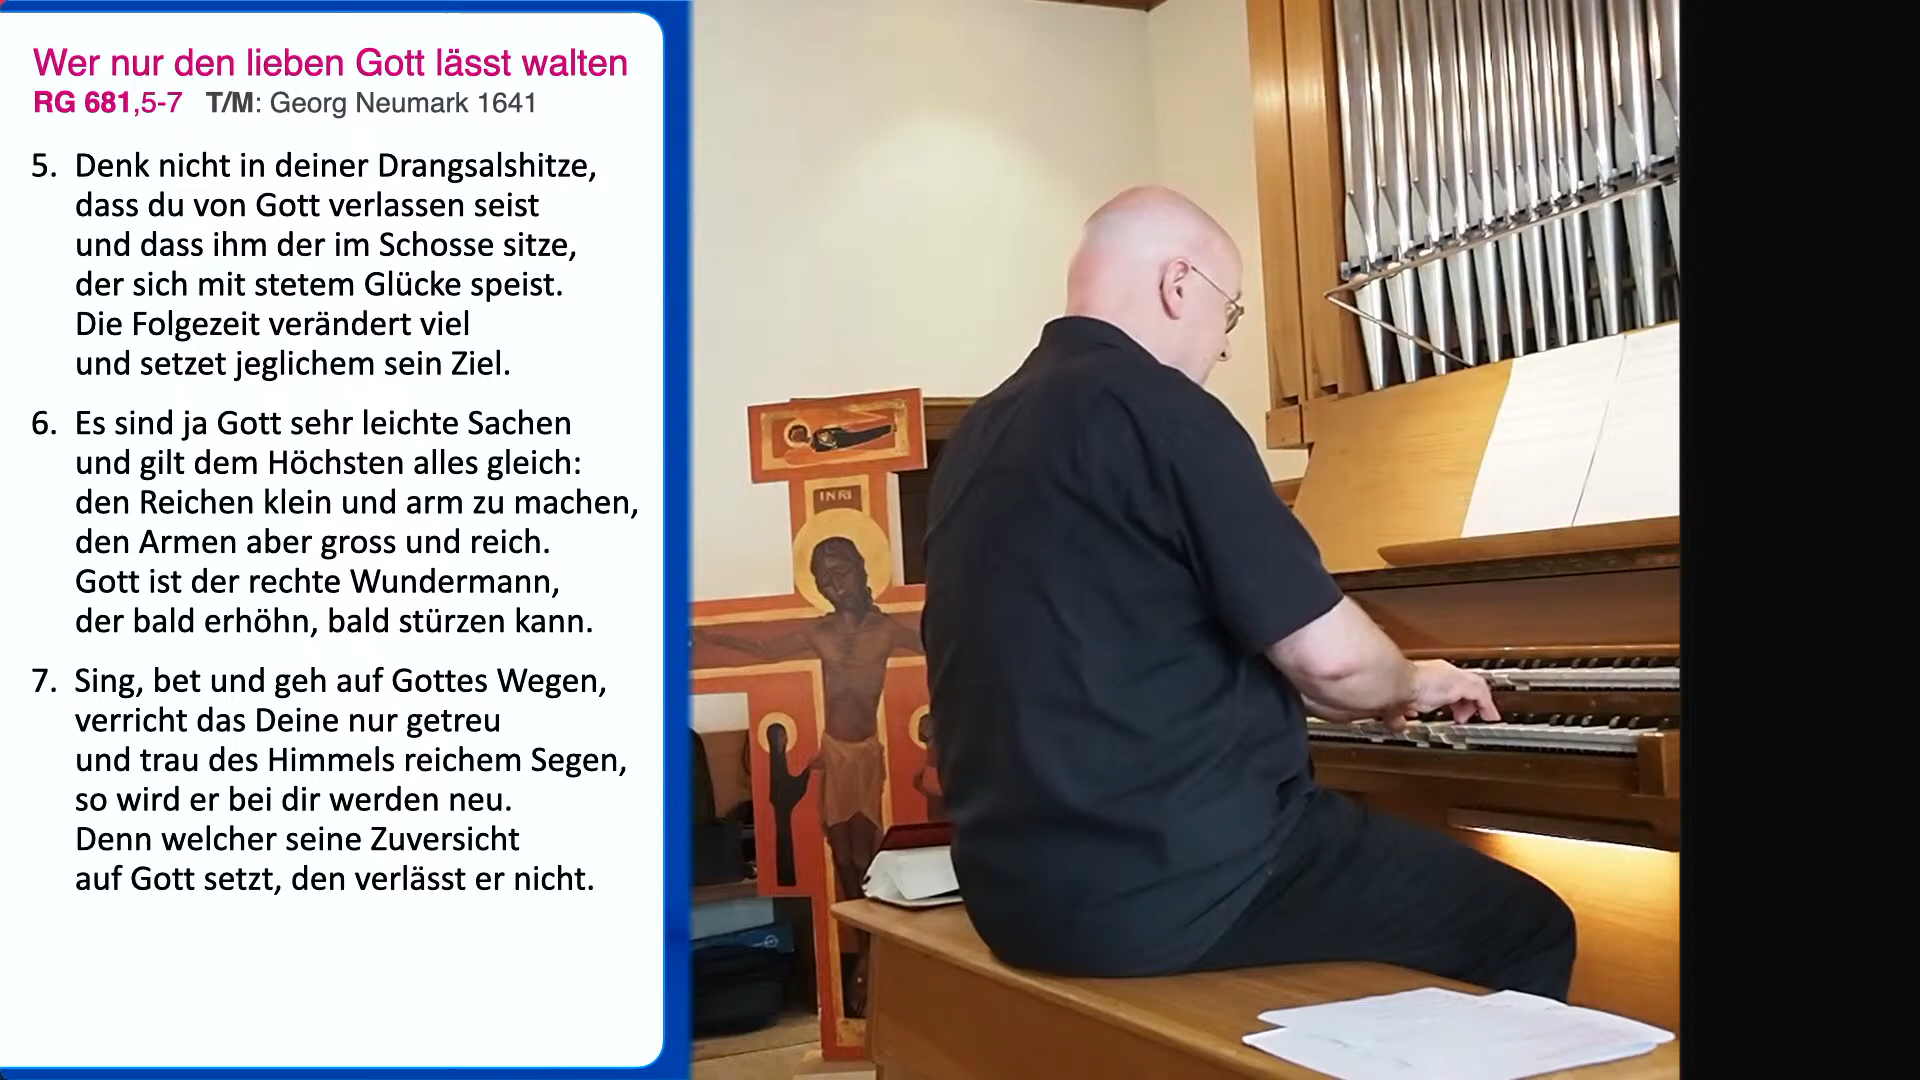 Wer nur den lieben Gott lässt walten
RG 681,5-7 T/M: Georg Neumark 1641
5. Denk nicht in deiner Drangsalshitze,
dass du von Gott verlassen seist
und dass ihm der im Schosse sitze,
der sich mit stetem Glücke speist.
Die Folgezeit verändert viel
und setzet jeglichem sein Ziel.
6. Es sind ja Gott sehr leichte Sachen
und gilt dem Höchsten alles gleich:
den Reichen klein und arm zu machen,
den Armen aber gross und reich.
Gott ist der rechte Wundermann,
der bald erhöhn, bald stürzen kann.
7. Sing, bet und geh auf Gottes Wegen,
verricht das Deine nur getreu
und trau des Himmels reichem Segen,
so wird er bei dir werden neu.
Denn welcher seine Zuversicht
auf Gott setzt, den verlässt er nicht.
INRI